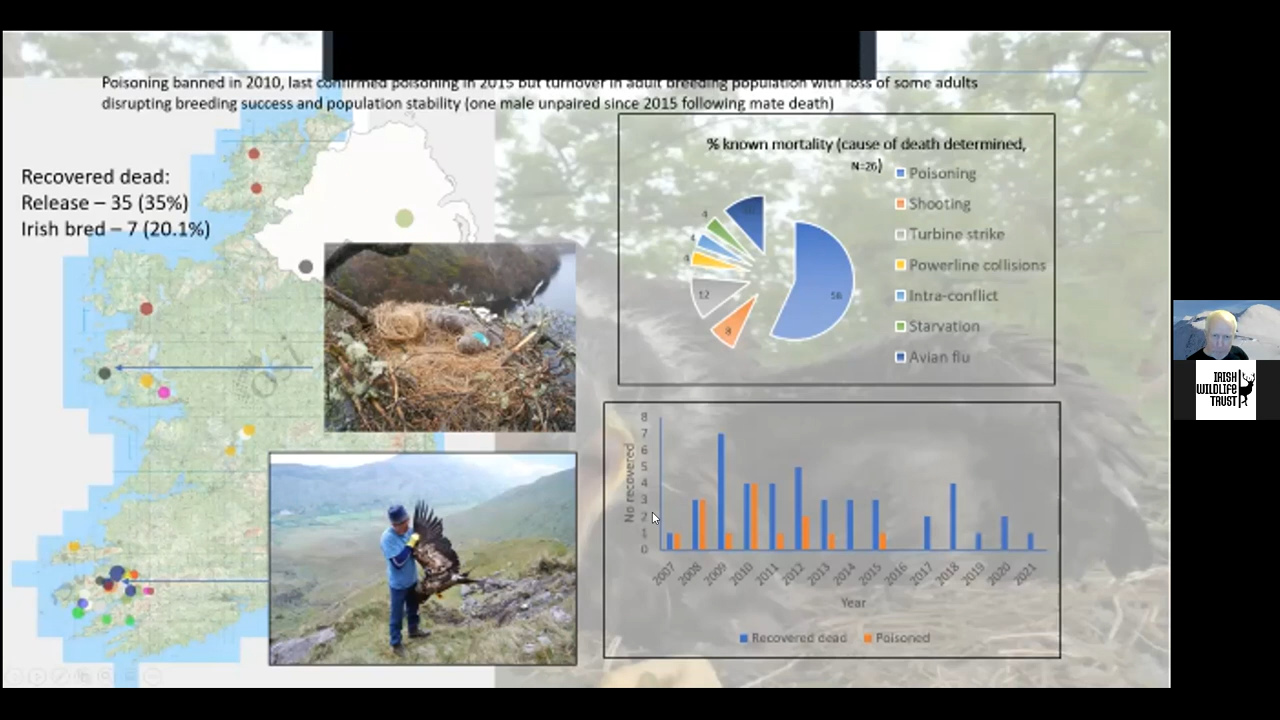 Poisoning banned in 2010, last confirmed poisoning in 2015 but turnover in adult breeding population with loss of some adults
disrupting breeding success and population stability (one male unpaired since 2015 following mate death)
Recovered dead:
Release – 35 (35%)
Irish bred – 7 (20.1%)
OSi
% known mortality (cause of death determined,
N=26)
Poisoning
Shooting
Turbine strike
Powerline collisions
Intra-conflict
Starvation
Avian flu
4
4
4
12
8
58
No recovered
8
7
6
5
4
3
2
1
0
2007 2008 2009 2010 2011 2012 2013 2014 2015 2016 2017 2018 2019 2020 2021
Year
Recovered dead Poisoned
IRISH
WILDLIFE
TRUST